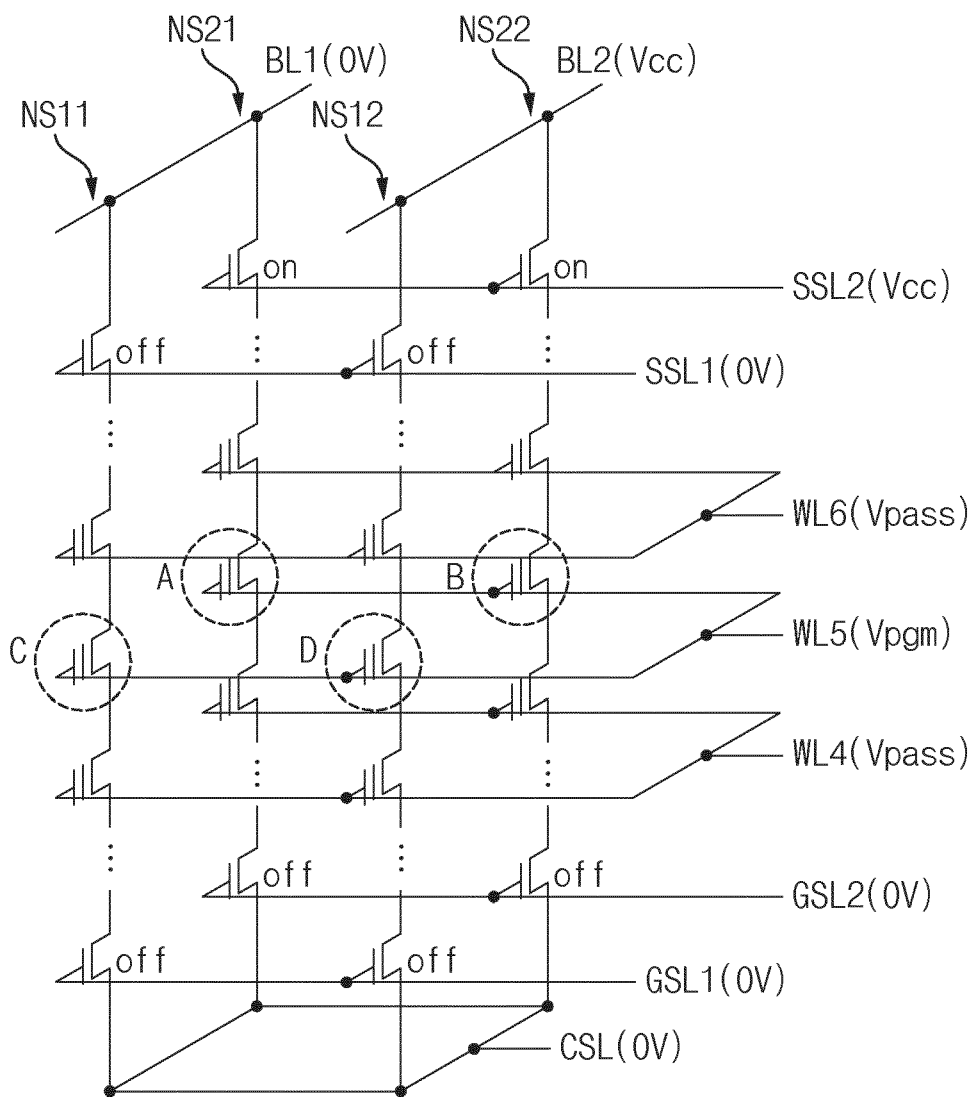 NS21
NS22
BL1(0V)
BL2(Vcc)
NS11
NS12
on
on
SSL2(Vcc)
off
off
SSL1(0V)
WL6(Vpass)
A
B
WL5(Vpgm)
C
D
WL4(Vpass)
off
off
GSL2(0V)
off
off
GSL1(0V)
CSL(0V)